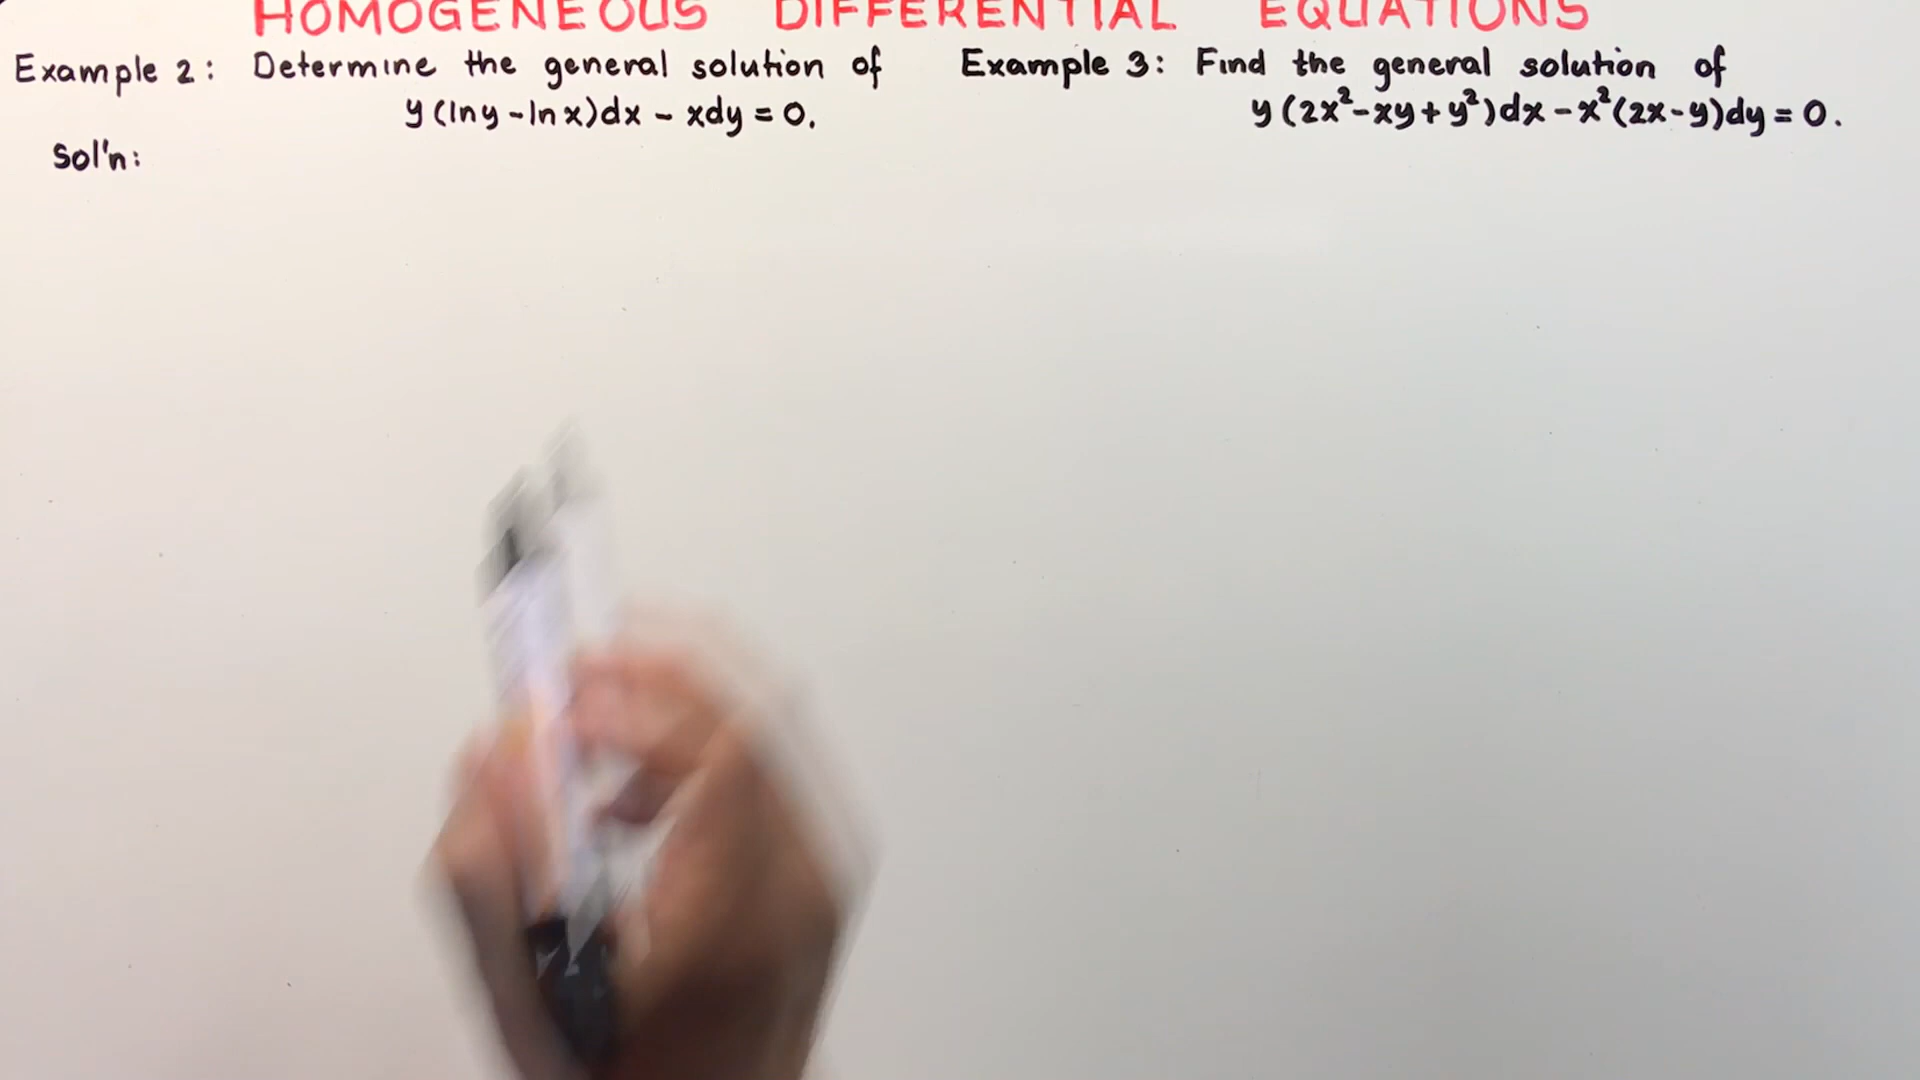 HOMOGENEOUS DIFFERENTIAL EQUATIONS
Example 2: Determine the general solution of
y(lny-lnx)dx - xdy = 0.
Sol'n:
Example 3: Find the general solution of
y(2x²-xy+y²)dx-x²(2x-y)dy=0.